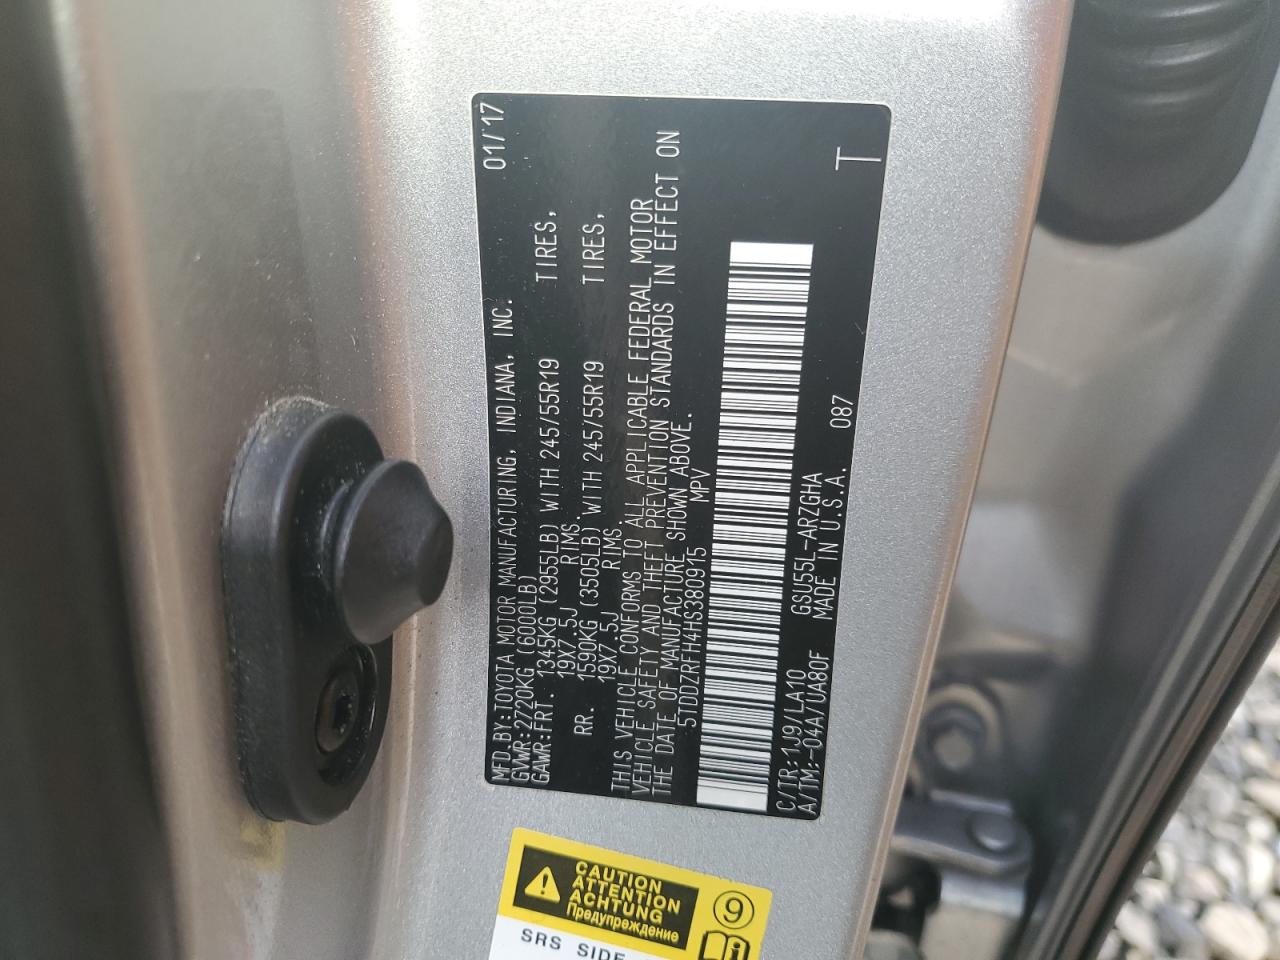 MFD.BY:TOYOTA MOTOR MANUFACTURING, INDIANA, INC. 01/17
GVWR:2720KG (6000LB)
GAWR:FRT. 1345KG (2955LB) WITH 245/55R19 TIRES,
19X7.5J RIMS.
RR. 1590KG (3505LB) WITH 245/55R19 TIRES,
19X7.5J RIMS.
THIS VEHICLE CONFORMS TO ALL APPLICABLE FEDERAL MOTOR
VEHICLE SAFETY AND THEFT PREVENTION STANDARDS IN EFFECT ON
THE DATE OF MANUFACTURE SHOWN ABOVE.
5TDDZRFH4HS380915 MPV
C/TR:1J9/LA10 GSU55L-ARZGHA 087 T
A/TM:-04A/UA80F MADE IN U.S.A.
CAUTION
ATTENTION
ACHTUNG
Предупреждение
9
i
SRS SIDE